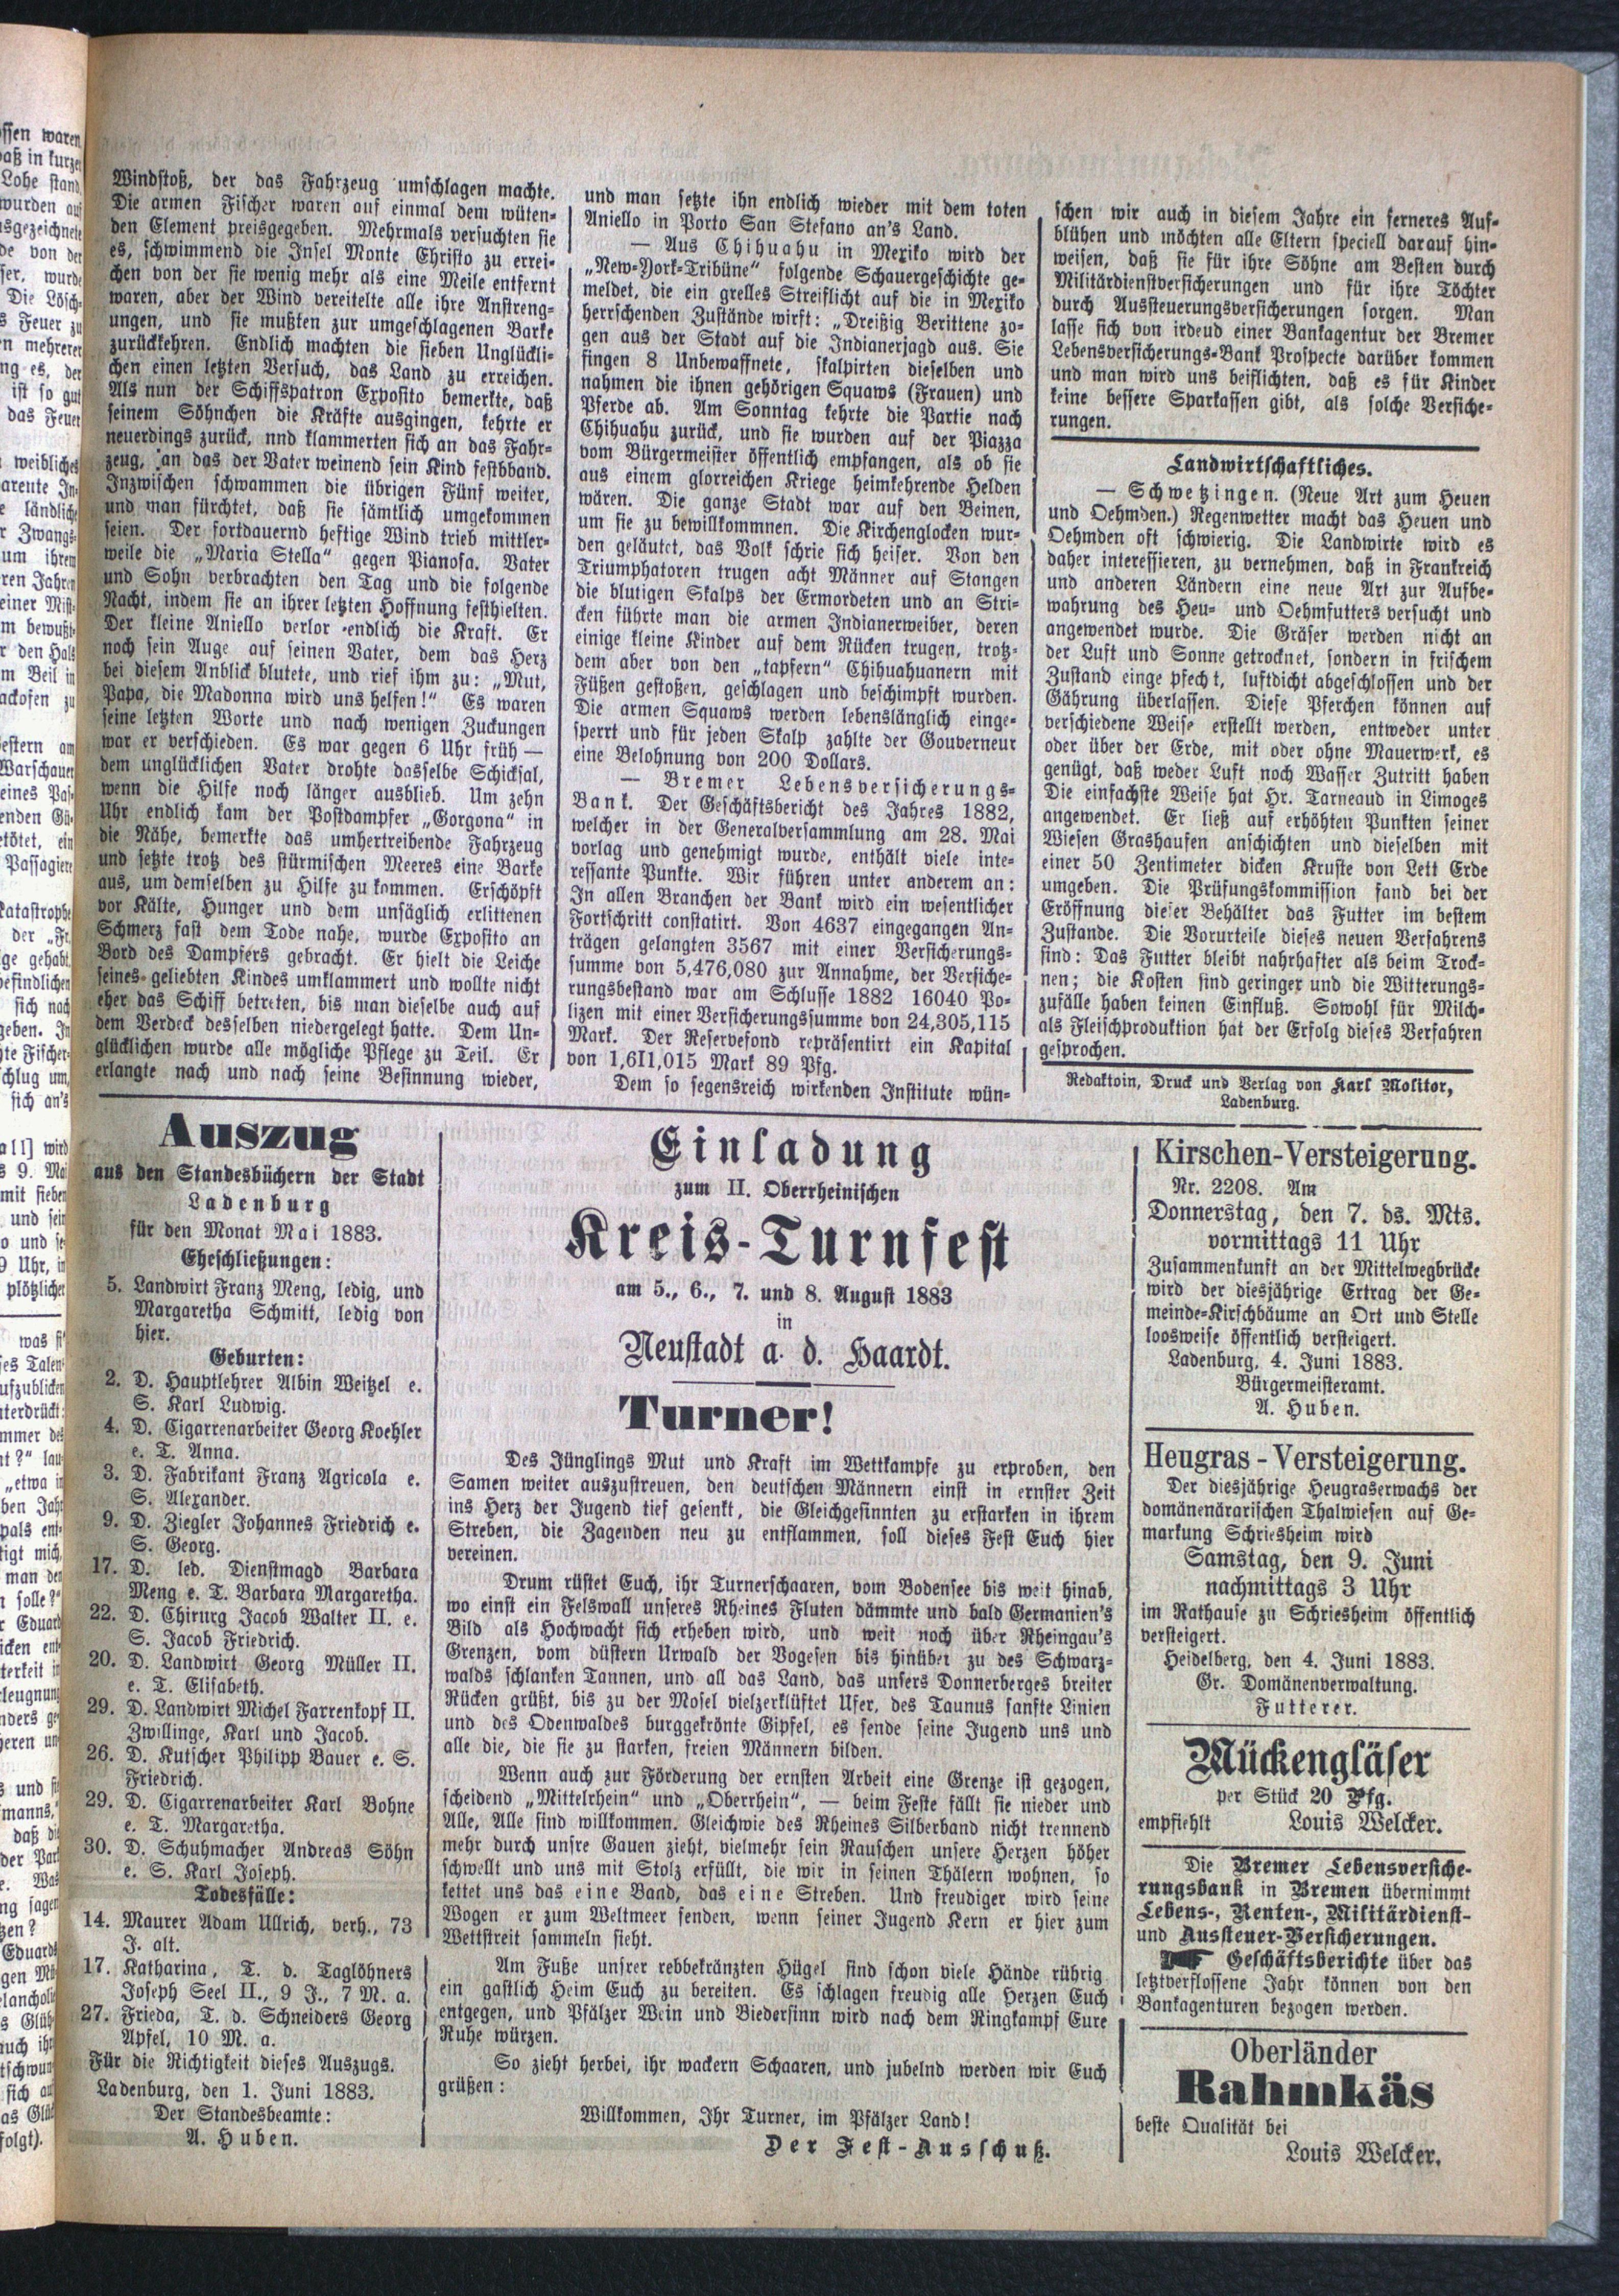 Windstoß, der das Fahrzeug umschlagen machte.
Die armen Fischer waren auf einmal dem wüten-
den Element preisgegeben. Mehrmals versuchten sie
es, schwimmend die Insel Monte Christo zu errei-
chen von der sie wenig mehr als eine Meile entfernt
waren, aber der Wind vereitelte alle ihre Anstreng-
ungen, und sie mußten zur umgeschlagenen Barke
zurückkehren. Endlich machten die sieben Unglückli-
chen einen letzten Versuch, das Land zu erreichen.
Als nun der Schiffspatron Exposito bemerkte, daß
seinem Söhnchen die Kräfte ausgingen, kehrte er
neuerdings zurück, nnd klammerten sich an das Fahr-
zeug, an das der Vater weinend sein Kind festbband.
Inzwischen schwammen die übrigen Fünf weiter,
und man fürchtet, daß sie sämtlich umgekommen
seien. Der fortdauernd heftige Wind trieb mittler-
weile die „Maria Stella“ gegen Pianosa. Vater
und Sohn verbrachten den Tag und die folgende
Nacht, indem sie an ihrer letzten Hoffnung festhielten.
Der kleine Aniello verlor endlich die Kraft. Er
noch sein Auge auf seinen Vater, dem das Herz
bei diesem Anblick blutete, und rief ihm zu: „Mut,
Papa, die Madonna wird uns helfen!“ Es waren
seine letzten Worte und nach wenigen Zuckungen
war er verschieden. Es war gegen 6 Uhr früh —
dem unglücklichen Vater drohte dasselbe Schicksal,
wenn die Hilfe noch länger ausblieb. Um zehn
Uhr endlich kam der Postdampfer „Gorgona“ in
die Nähe, bemerkte das umhertreibende Fahrzeug
und setzte trotz des stürmischen Meeres eine Barke
aus, um demselben zu Hilfe zu kommen. Erschöpft
vor Kälte, Hunger und dem unsäglich erlittenen
Schmerz fast dem Tode nahe, wurde Exposito an
Bord des Dampfers gebracht. Er hielt die Leiche
seines geliebten Kindes umklammert und wollte nicht
eher das Schiff betreten, bis man dieselbe auch auf
dem Verdeck desselben niedergelegt hatte. Dem Un-
glücklichen wurde alle mögliche Pflege zu Teil. Er
erlangte nach und nach seine Besinnung wieder,
und man setzte ihn endlich wieder mit dem toten
Aniello in Porto San Stefano an's Land.
— Aus Chihuahu in Mexiko wird der
„New-York-Tribüne“ folgende Schauergeschichte ge-
meldet, die ein grelles Streiflicht auf die in Mexiko
herrschenden Zustände wirft: „Dreißig Berittene zo-
gen aus der Stadt auf die Indianerjagd aus. Sie
fingen 8 Unbewaffnete, skalpirten dieselben und
nahmen die ihnen gehörigen Squaws (Frauen) und
Pferde ab. Am Sonntag kehrte die Partie nach
Chihuahu zurück, und sie wurden auf der Piazza
vom Bürgermeister öffentlich empfangen, als ob sie
aus einem glorreichen Kriege heimkehrende Helden
wären. Die ganze Stadt war auf den Beinen,
um sie zu bewillkommnen. Die Kirchenglocken wur-
den geläutet, das Volk schrie sich heiser. Von den
Triumphatoren trugen acht Männer auf Stangen
die blutigen Skalps der Ermordeten und an Stri-
cken führte man die armen Indianerweiber, deren
einige kleine Kinder auf dem Rücken trugen, trotz-
dem aber von den „tapfern“ Chihuahuanern mit
Füßen gestoßen, geschlagen und beschimpft wurden.
Die armen Squaws werden lebenslänglich einge-
sperrt und für jeden Skalp zahlte der Gouverneur
eine Belohnung von 200 Dollars.
— Bremer Lebensversicherungs-
Bank. Der Geschäftsbericht des Jahres 1882,
welcher in der Generalversammlung am 28. Mai
vorlag und genehmigt wurde, enthält viele inte-
ressante Punkte. Wir führen unter anderem an:
In allen Branchen der Bank wird ein wesentlicher
Fortschritt constatirt. Von 4637 eingegangen An-
trägen gelangten 3567 mit einer Versicherungs-
summe von 5,476,080 zur Annahme, der Versiche-
rungsbestand war am Schlusse 1882 16040 Po-
lizen mit einer Versicherungssumme von 24,305,115
Mark. Der Reservefond repräsentirt ein Kapital
von 1,6I1,015 Mark 89 Pfg.
Dem so segensreich wirkenden Institute wün-
schen wir auch in diesem Jahre ein ferneres Auf-
blühen und möchten alle Eltern speciell darauf hin-
weisen, daß sie für ihre Söhne am Besten durch
Militärdienstversicherungen und für ihre Töchter
durch Aussteuerungsversicherungen sorgen. Man
lasse sich von irdeud einer Bankagentur der Bremer
Lebensversicherungs-Bank Prospecte darüber kommen
und man wird uns beiflichten, daß es für Kinder
keine bessere Sparkassen gibt, als solche Versiche-
rungen.
Landwirtschaftliches.
— Schwetzingen. (Neue Art zum Heuen
und Oehmden.) Regenwetter macht das Heuen und
Oehmden oft schwierig. Die Landwirte wird es
daher interessieren, zu vernehmen, daß in Frankreich
und anderen Ländern eine neue Art zur Aufbe-
wahrung des Heu- und Oehmfutters versucht und
angewendet wurde. Die Gräser werden nicht an
der Luft und Sonne getrocknet, sondern in frischem
Zustand einge pfecht, luftdicht abgeschlossen und der
Gährung überlassen. Diese Pferchen können auf
verschiedene Weise erstellt werden, entweder unter
oder über der Erde, mit oder ohne Mauerwerk, es
genügt, daß weder Luft noch Wasser Zutritt haben
Die einfachste Weise hat Hr. Tarneaud in Limoges
angewendet. Er ließ auf erhöhten Punkten seiner
Wiesen Grashaufen anschichten und dieselben mit
einer 50 Zentimeter dicken Kruste von Lett Erde
umgeben. Die Prüfungskommission fand bei der
Eröffnung dieser Behälter das Futter im bestem
Zustande. Die Vorurteile dieses neuen Verfahrens
sind: Das Futter bleibt nahrhafter als beim Trock-
nen; die Kosten sind geringer und die Witterungs-
zufälle haben keinen Einfluß. Sowohl für Milch-
als Fleischproduktion hat der Erfolg dieses Verfahren
gesprochen.
Redaktoin, Druck und Verlag von Karl Molitor,
Ladenburg.
Auszug
aus den Standesbüchern der Stadt
Ladenburg
für den Monat Mai 1883.
Eheschließungen:
5. Landwirt Franz Meng, ledig, und
Margaretha Schmitt, ledig von
hier.
Geburten:
2. D. Hauptlehrer Albin Weitzel e.
S. Karl Ludwig.
4. D. Cigarrenarbeiter Georg Koehler
e. T. Anna.
3. D. Fabrikant Franz Agricola e.
S. Alexander.
9. D. Ziegler Johannes Friedrich e.
S. Georg.
17. D. led. Dienstmagd Barbara
Meng e. T. Barbara Margaretha.
22. D. Chirurg Jacob Walter II. e.
S. Jacob Friedrich.
20. D. Landwirt Georg Müller II.
e. T. Elisabeth.
29. D. Landwirt Michel Farrenkopf II.
Zwillinge, Karl und Jacob.
26. D. Kutscher Philipp Bauer e. S.
Friedrich.
29. D. Cigarrenarbeiter Karl Bohne
e. T. Margaretha.
30. D. Schuhmacher Andreas Söhn
e. S. Karl Joseph.
Todesfälle:
14. Maurer Adam Ullrich, verh., 73
J. alt.
17. Katharina, T. d. Taglöhners
Joseph Seel II., 9 J., 7 M. a.
27. Frieda, T. d. Schneiders Georg
Apfel, 10 M. a.
Für die Richtigkeit dieses Auszugs.
Ladenburg, den 1. Juni 1883.
Der Standesbeamte:
A. Huben.
Einladung
zum II. Oberrheinischen
Kreis-Turnfest
am 5., 6., 7. und 8. August 1883
in
Neustadt a. d. Haardt.
Turner!
Des Jünglings Mut und Kraft im Wettkampfe zu erproben, den
Samen weiter auszustreuen, den deutschen Männern einst in ernster Zeit
ins Herz der Jugend tief gesenkt, die Gleichgesinnten zu erstarken in ihrem
Streben, die Zagenden neu zu entflammen, soll dieses Fest Euch hier
vereinen.
Drum rüstet Euch, ihr Turnerschaaren, vom Bodensee bis weit hinab,
wo einst ein Felswall unseres Rheines Fluten dämmte und bald Germanien's
Bild als Hochwacht sich erheben wird, und weit noch über Rheingau's
Grenzen, vom düstern Urwald der Vogesen bis hinüber zu des Schwarz-
walds schlanken Tannen, und all das Land, das unsers Donnerberges breiter
Rücken grüßt, bis zu der Mosel vielzerklüftet Ufer, des Taunus sanfte Linien
und des Odenwaldes burggekrönte Gipfel, es sende seine Jugend uns und
alle die, die sie zu starken, freien Männern bilden.
Wenn auch zur Förderung der ernsten Arbeit eine Grenze ist gezogen,
scheidend „Mittelrhein“ und „Oberrhein“, — beim Feste fällt sie nieder und
Alle, Alle sind willkommen. Gleichwie des Rheines Silberband nicht trennend
mehr durch unsre Gauen zieht, vielmehr sein Rauschen unsere Herzen höher
schwellt und uns mit Stolz erfüllt, die wir in seinen Thälern wohnen, so
kettet uns das eine Band, das eine Streben. Und freudiger wird seine
Wogen er zum Weltmeer senden, wenn seiner Jugend Kern er hier zum
Wettstreit sammeln sieht.
Am Fuße unsrer rebbekränzten Hügel sind schon viele Hände rührig
ein gastlich Heim Euch zu bereiten. Es schlagen freudig alle Herzen Euch
entgegen, und Pfälzer Wein und Biedersinn wird nach dem Ringkampf Eure
Ruhe würzen.
So zieht herbei, ihr wackern Schaaren, und jubelnd werden wir Euch
grüßen:
Willkommen, Ihr Turner, im Pfälzer Land!
Der Fest-Ausschuß.
Kirschen-Versteigerung.
Nr. 2208. Am
Donnerstag, den 7. ds. Mts.
vormittags 11 Uhr
Zusammenkunft an der Mittelwegbrücke
wird der diesjährige Ertrag der Ge-
meinde-Kirschbäume an Ort und Stelle
loosweise öffentlich versteigert.
Ladenburg, 4. Juni 1883.
Bürgermeisteramt.
A. Huben.
Heugras-Versteigerung.
Der diesjährige Heugraserwachs der
domänenärarischen Thalwiesen auf Ge-
markung Schriesheim wird
Samstag, den 9. Juni
nachmittags 3 Uhr
im Rathause zu Schriesheim öffentlich
versteigert.
Heidelberg, den 4. Juni 1883.
Gr. Domänenverwaltung.
Futterer.
Mückengläser
per Stück 20 Pfg.
empfiehlt Louis Welcker.
Die Bremer Lebensversiche-
rungsbank in Bremen übernimmt
Lebens-, Renten-, Militärdienst-
und Aussteuer-Versicherungen.
Geschäftsberichte über das
letztverflossene Jahr können von den
Bankagenturen bezogen werden.
Oberländer
Rahmkäs
beste Qualität bei
Louis Welcker.